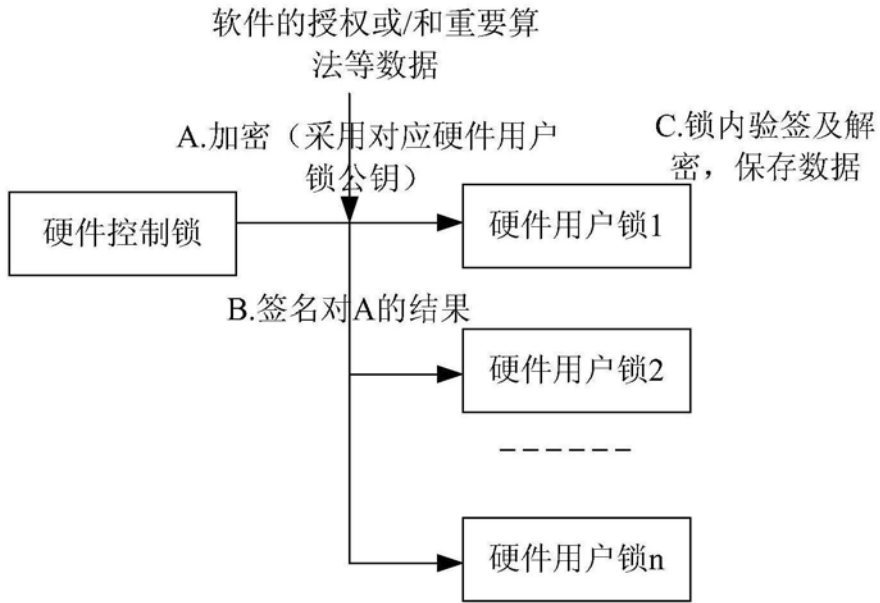 软件的授权或/和重要算
法等数据
A.加密（采用对应硬件用户
锁公钥）
C.锁内验签及解
密，保存数据
硬件控制锁
硬件用户锁1
B.签名对A的结果
硬件用户锁2
硬件用户锁n